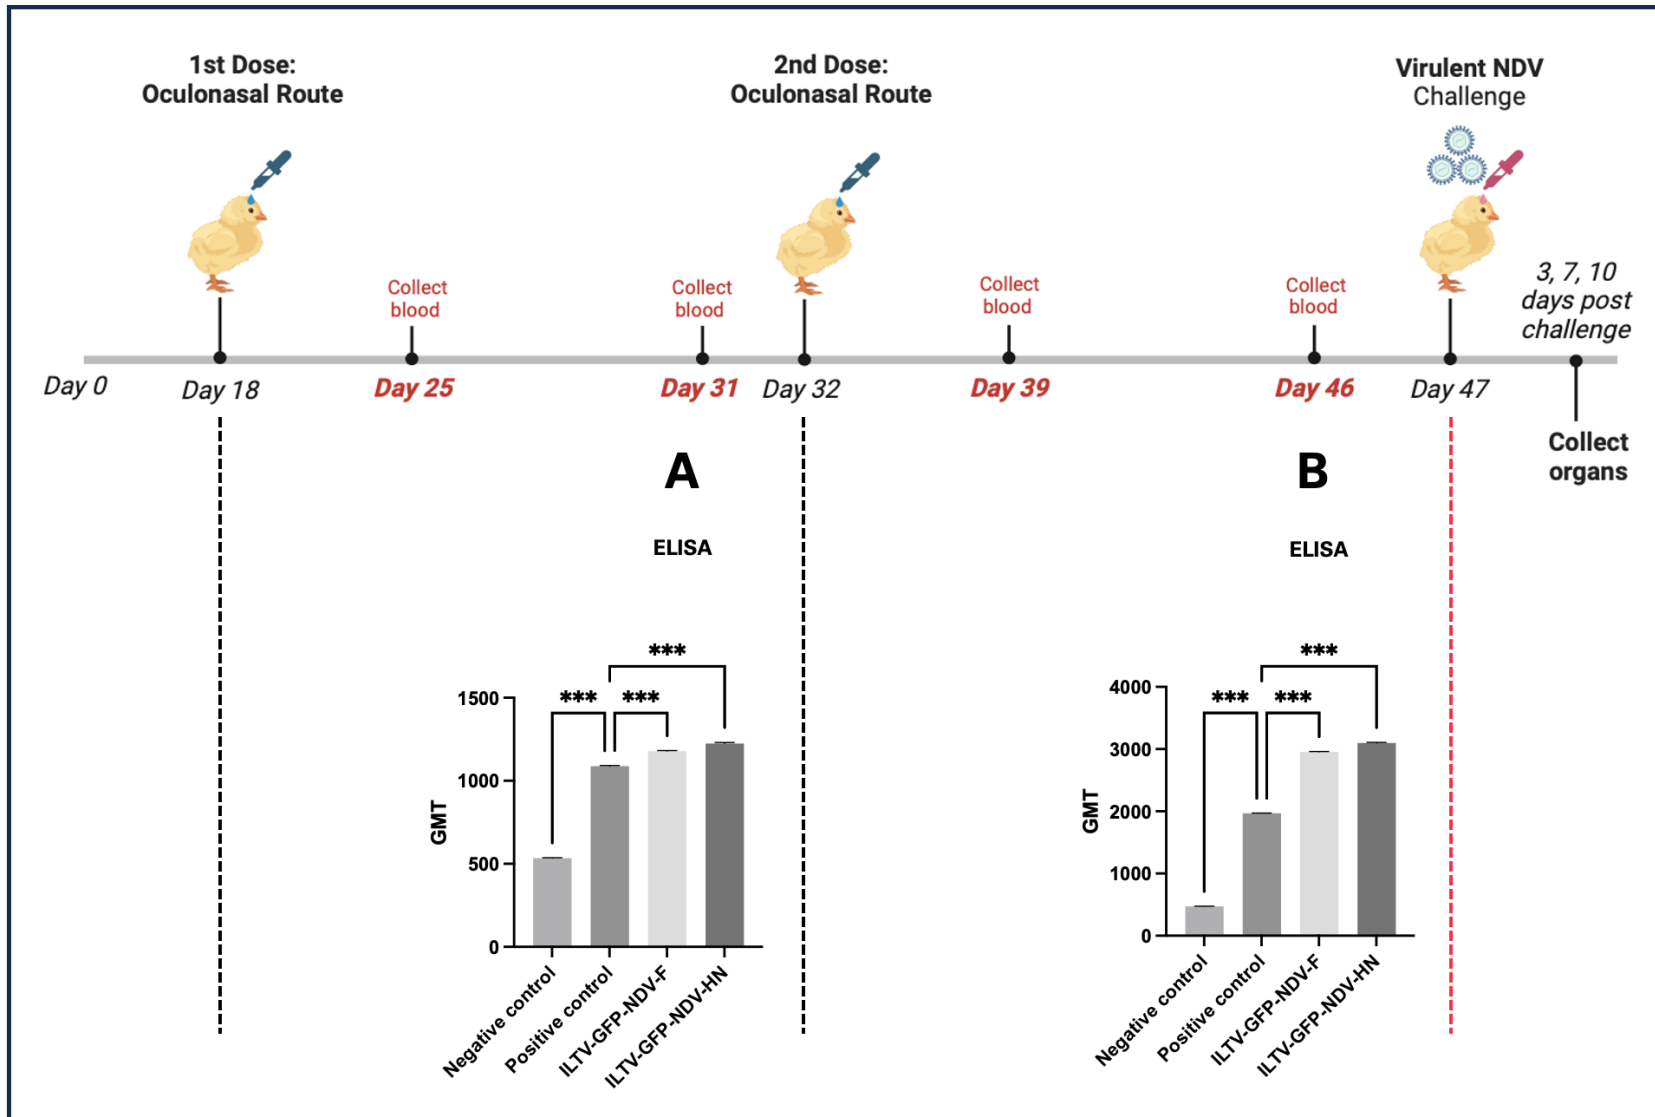 1st Dose:
Oculonasal Route
2nd Dose:
Oculonasal Route
Virulent NDV
Challenge
Collect
blood
Collect
blood
Collect
blood
Collect
blood
3, 7, 10
days post
challenge
Day 0
Day 18
Day 25
Day 31
Day 32
Day 39
Day 46
Day 47
Collect
organs
A
ELISA
***
*** ***
1500
1000
500
0
GMT
Negative control
Positive control
ILTV-GFP-NDV-F
ILTV-GFP-NDV-HN
B
ELISA
***
*** ***
4000
3000
2000
1000
0
GMT
Negative control
Positive control
ILTV-GFP-NDV-F
ILTV-GFP-NDV-HN